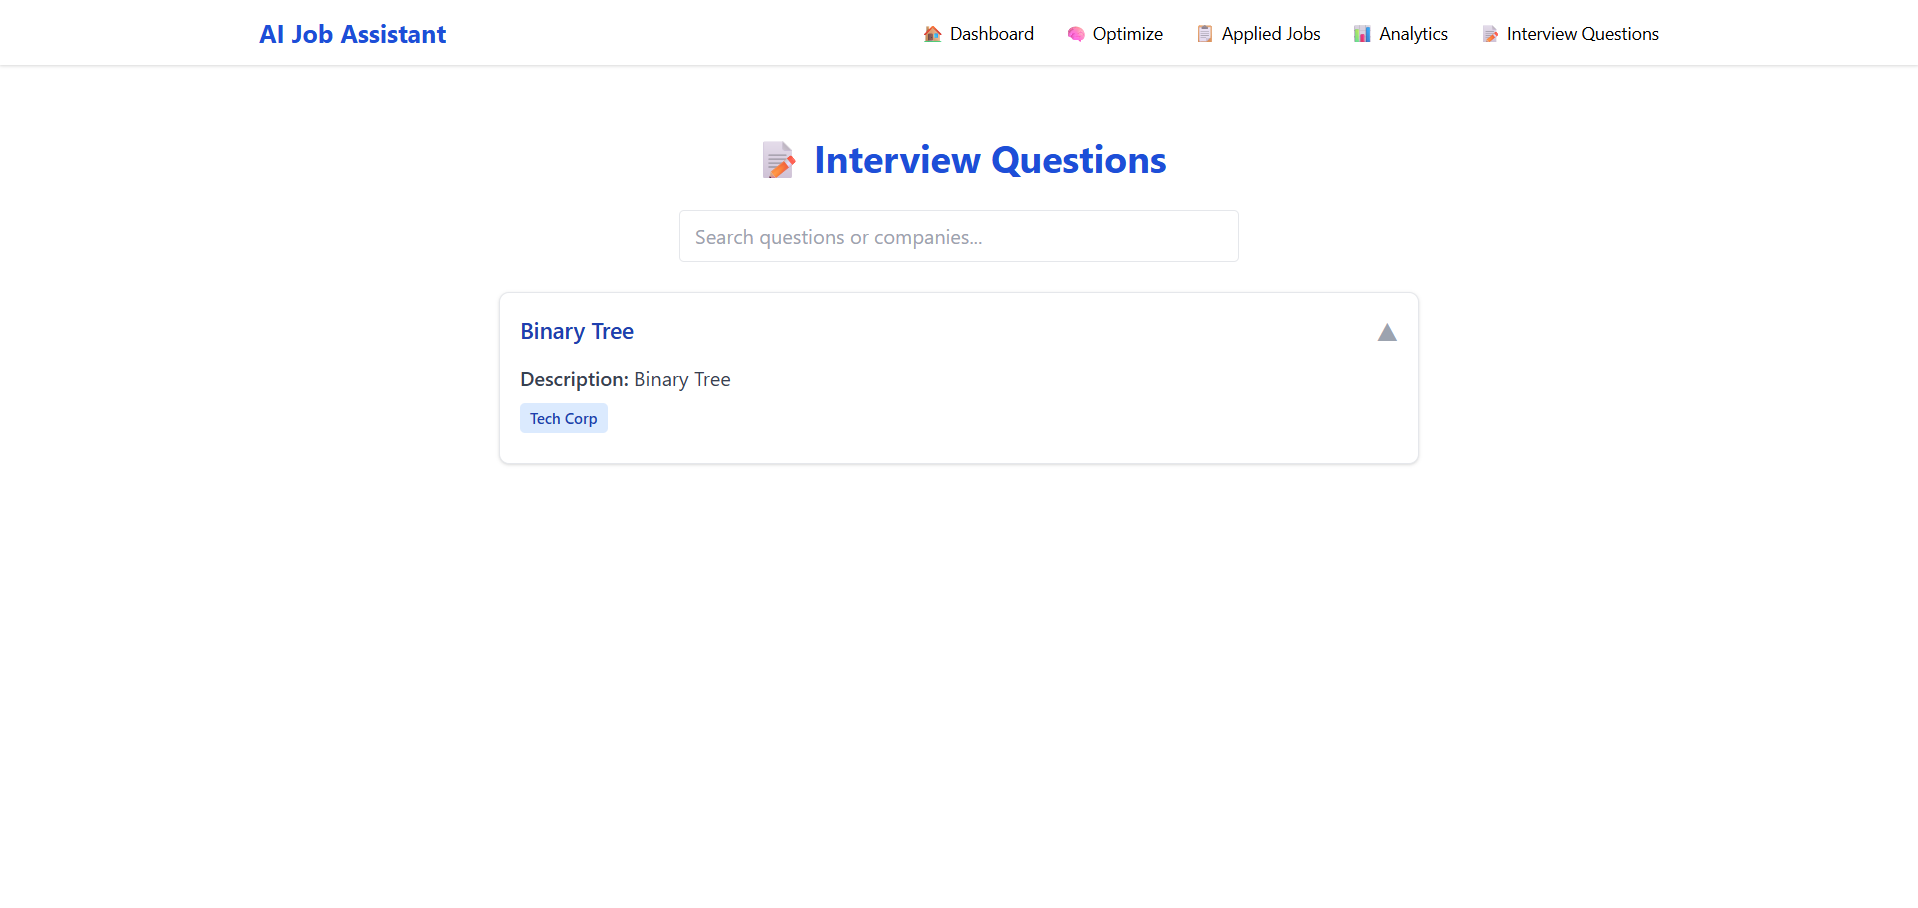 AI Job Assistant
Dashboard Optimize Applied Jobs Analytics Interview Questions
Interview Questions
Search questions or companies...
Binary Tree
Description: Binary Tree
Tech Corp